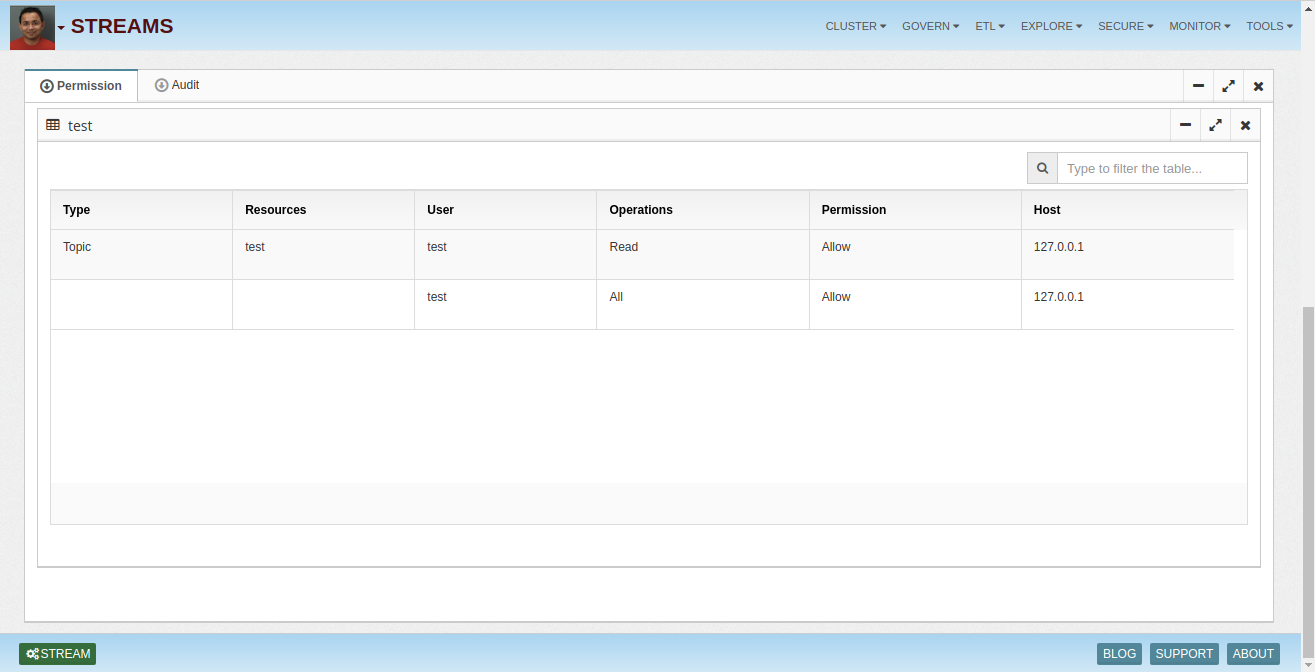 STREAMS CLUSTER GOVERN ETL EXPLORE SECURE MONITOR TOOLS
Permission Audit
test
Type to filter the table...
Type Resources User Operations Permission Host
Topic test test Read Allow 127.0.0.1
test All Allow 127.0.0.1
STREAM BLOG SUPPORT ABOUT